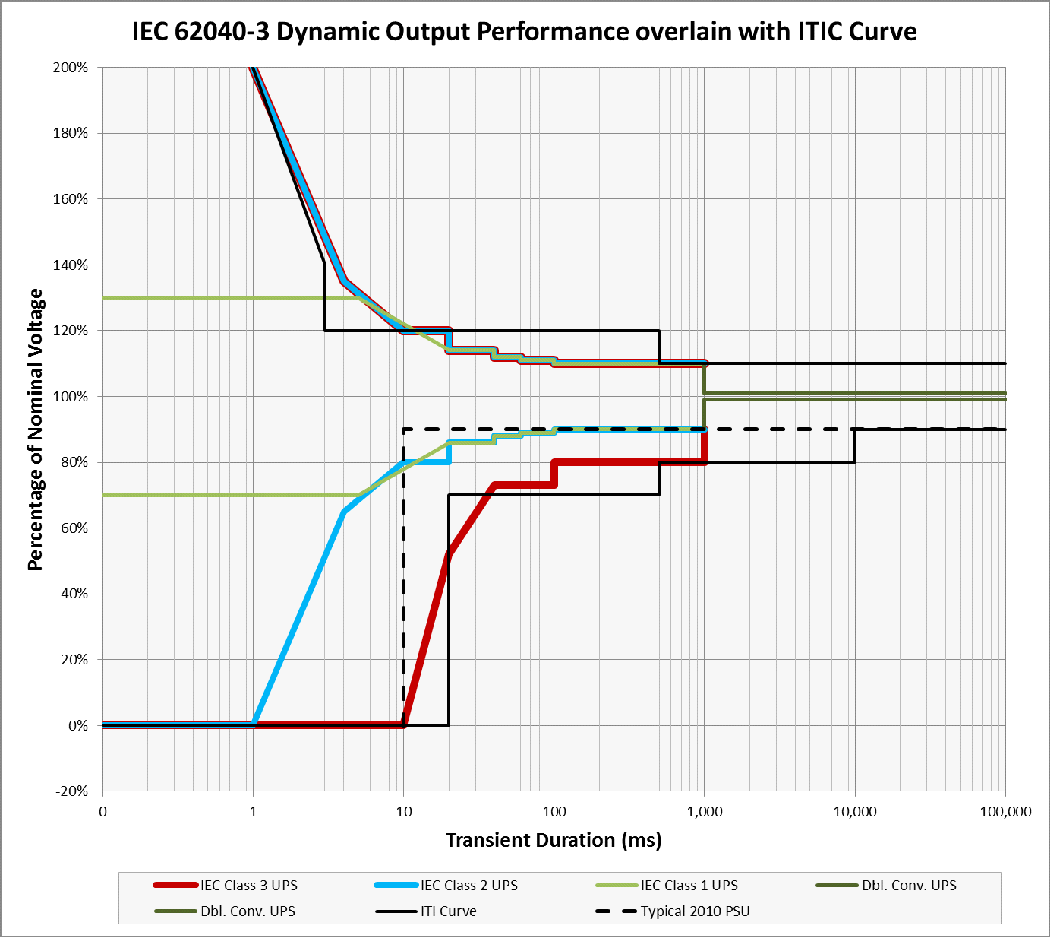 IEC 62040-3 Dynamic Output Performance overlain with ITIC Curve
Percentage of Nominal Voltage
200%
180%
160%
140%
120%
100%
80%
60%
40%
20%
0%
-20%
0 1 10 100 1,000 10,000 100,000
Transient Duration (ms)
IEC Class 3 UPS IEC Class 2 UPS IEC Class 1 UPS Dbl. Conv. UPS
Dbl. Conv. UPS ITI Curve Typical 2010 PSU